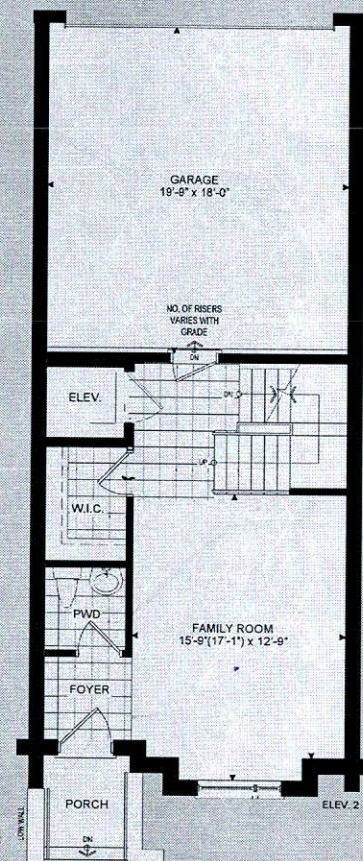 GARAGE
19'-9" x 18'-0"
NO. OF RISERS
VARIES WITH
GRADE
DN
ELEV.
DN
UP
W.I.C.
PWD
FAMILY ROOM
15'-9"(17'-1") x 12'-9"
FOYER
PORCH
LOW WALL
DN
ELEV. 2